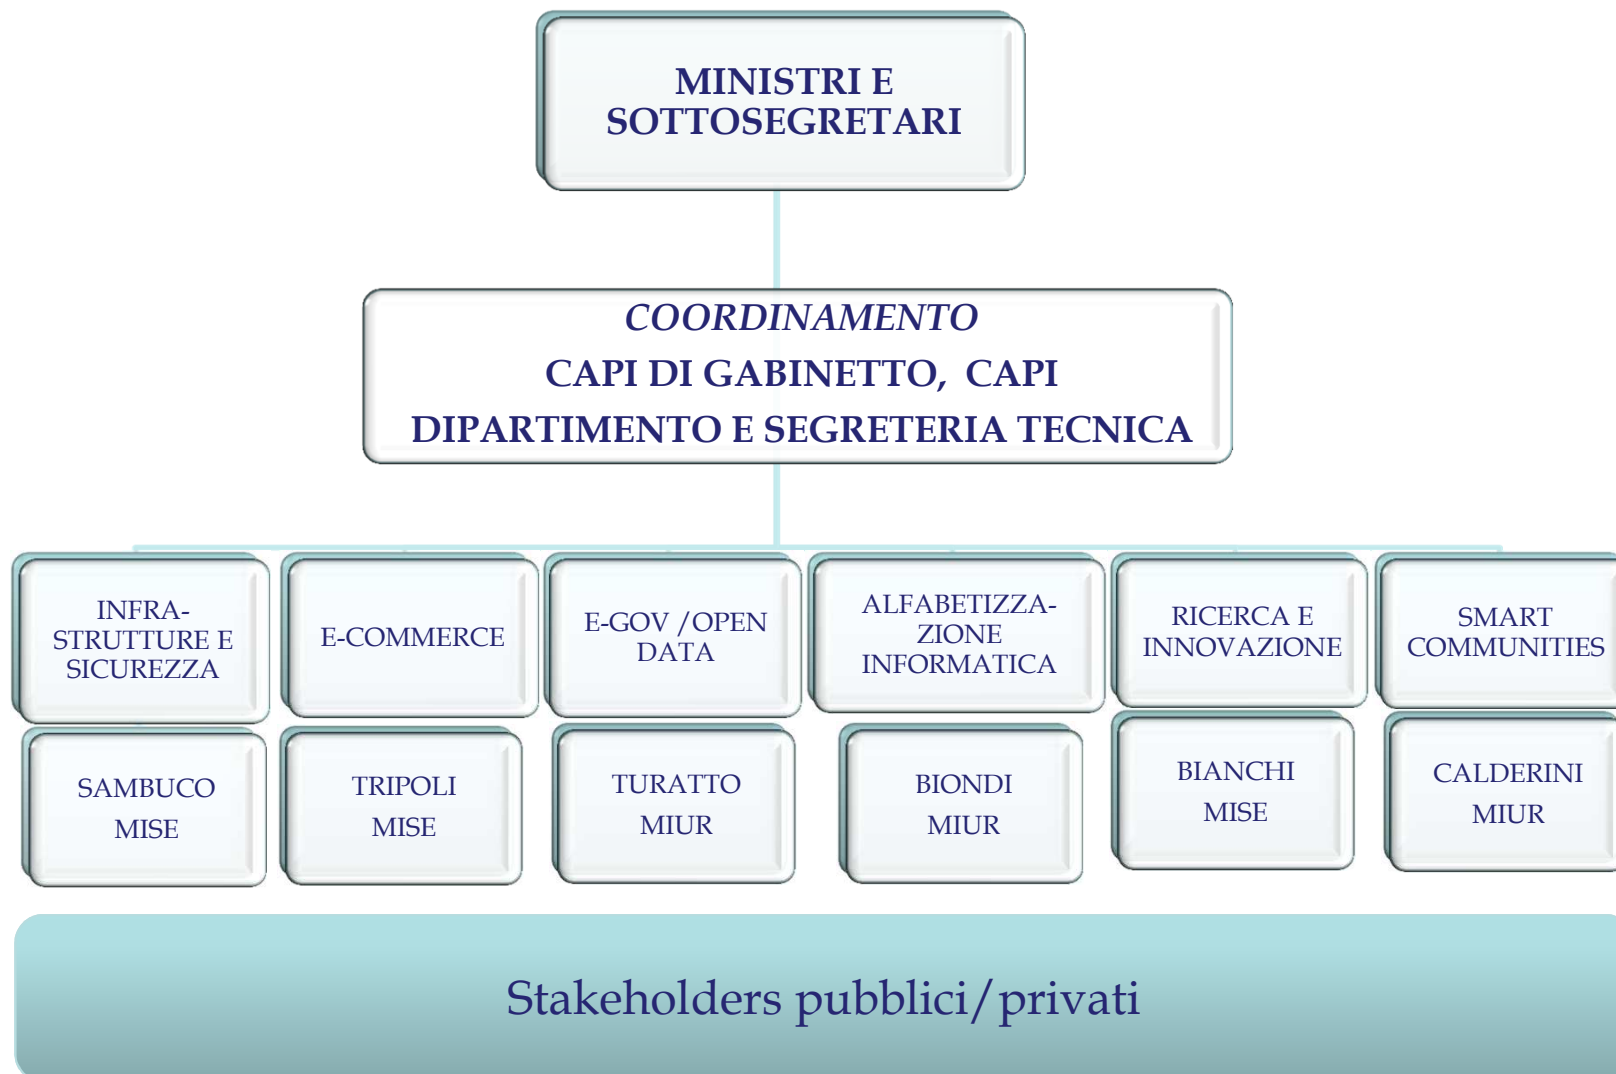 MINISTRI E
SOTTOSEGRETARI
COORDINAMENTO
CAPI DI GABINETTO, CAPI
DIPARTIMENTO E SEGRETERIA TECNICA
INFRA-
STRUTTURE E
SICUREZZA
E-COMMERCE
E-GOV /OPEN
DATA
ALFABETIZZA-
ZIONE
INFORMATICA
RICERCA E
INNOVAZIONE
SMART
COMMUNITIES
SAMBUCO
MISE
TRIPOLI
MISE
TURATTO
MIUR
BIONDI
MIUR
BIANCHI
MISE
CALDERINI
MIUR
Stakeholders pubblici/privati